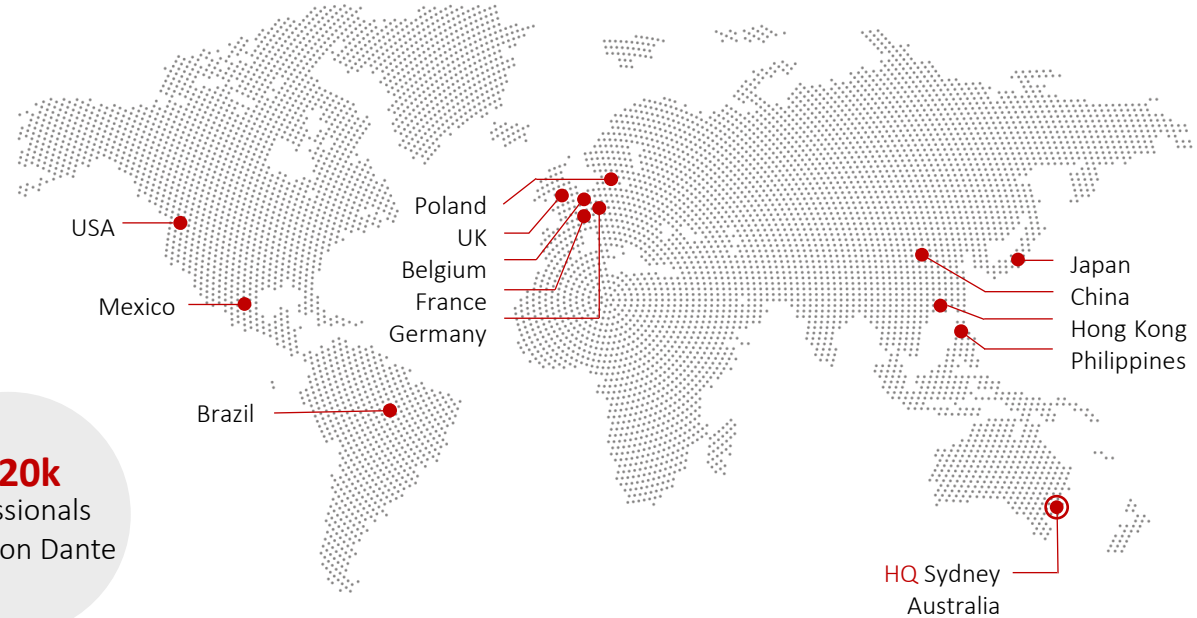 Poland
UK
Belgium
France
Germany
USA
Mexico
Brazil
Japan
China
Hong Kong
Philippines
20k
on Dante
HQ Sydney
Australia